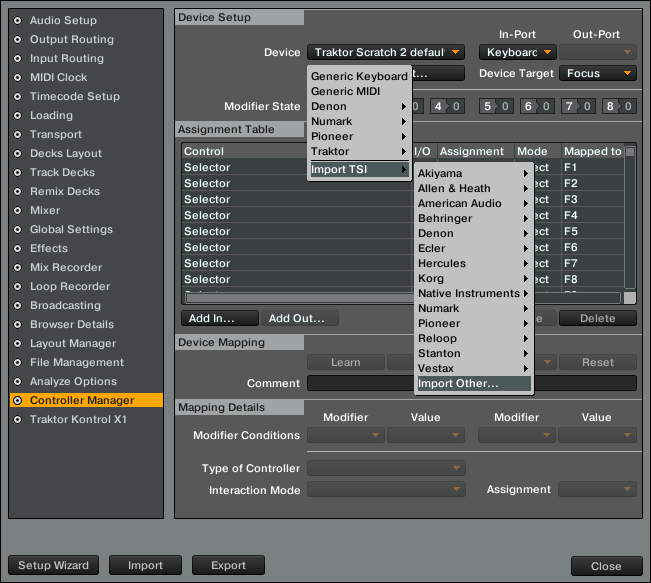 Audio Setup
Output Routing
Input Routing
MIDI Clock
Timecode Setup
Loading
Transport
Decks Layout
Track Decks
Remix Decks
Mixer
Global Settings
Effects
Mix Recorder
Loop Recorder
Broadcasting
Browser Details
Layout Manager
File Management
Analyze Options
Controller Manager
Traktor Kontrol X1
Device Setup
In-Port Out-Port
Device Traktor Scratch 2 defaul Keyboard
t... Device Target Focus
Modifier State 4 0 5 0 6 0 7 0 8 0
Generic Keyboard
Generic MIDI
Denon
Numark
Pioneer
Traktor
Import TSI
Assignment Table
Control I/O Assignment Mode Mapped to
Selector ect F1
Selector ect F2
Selector ect F3
Selector ect F4
Selector ect F5
Selector ect F6
Selector ect F7
Selector ect F8
Akiyama
Allen & Heath
American Audio
Behringer
Denon
Ecler
Hercules
Korg
Native Instruments
Numark
Pioneer
Reloop
Stanton
Vestax
Import Other...
Add In... Add Out... e Delete
Device Mapping
Learn Reset
Comment
Mapping Details
Modifier Value Modifier Value
Modifier Conditions
Type of Controller
Interaction Mode Assignment
Setup Wizard Import Export Close